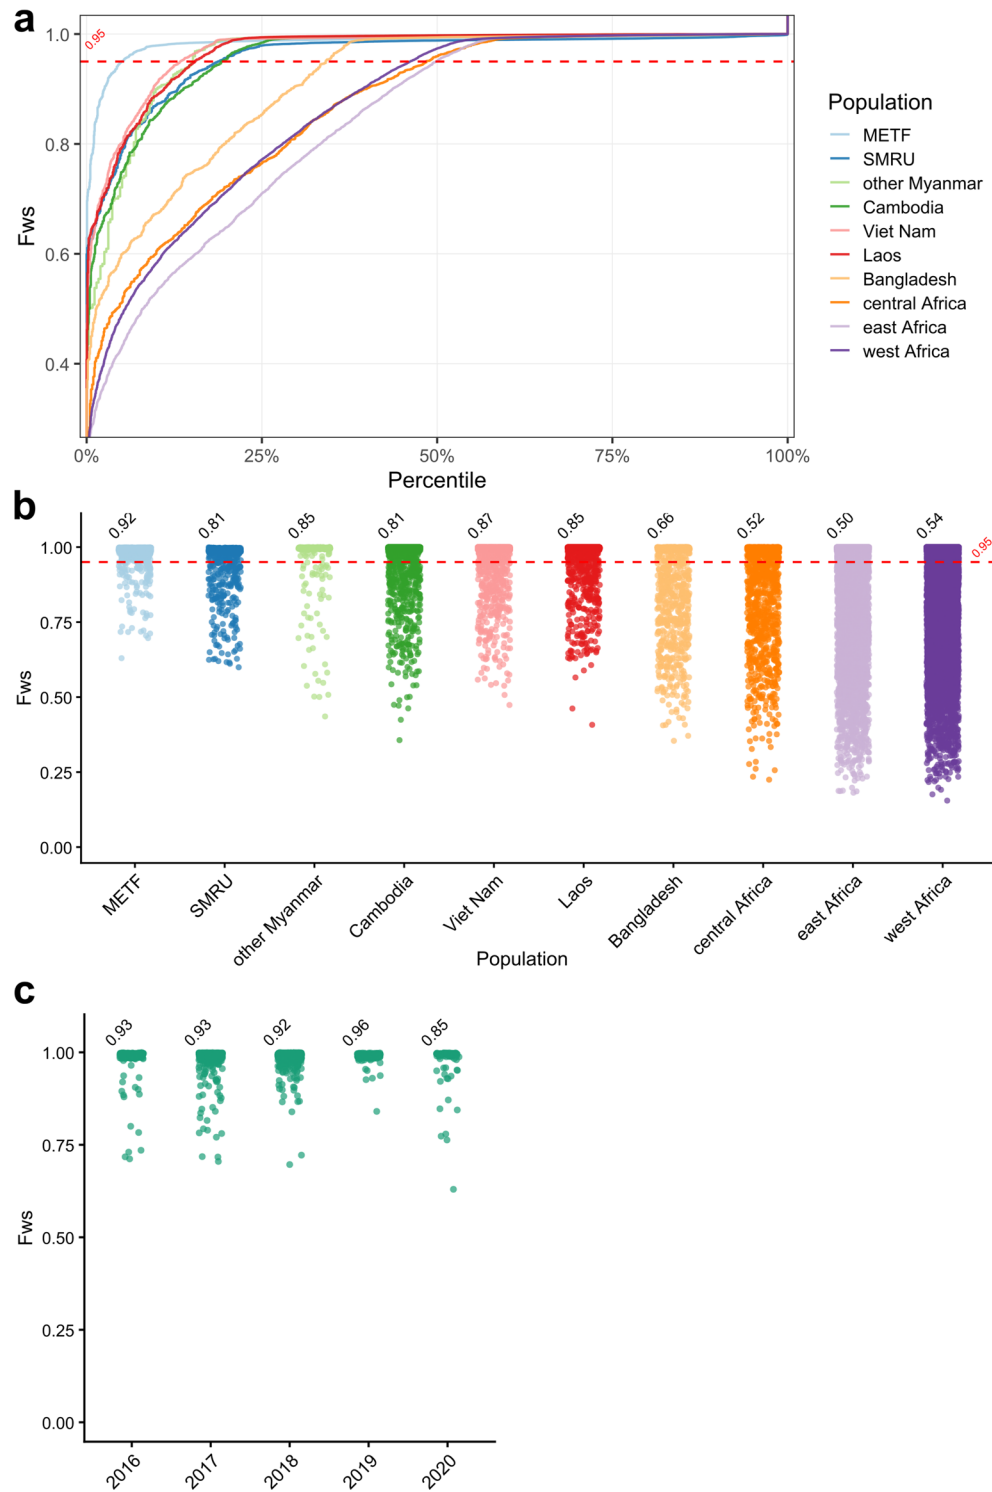 a
1.0
0.95
0.8
0.6
0.4
Fws
0%
25%
50%
75%
100%
Percentile
Population
METF
SMRU
other Myanmar
Cambodia
Viet Nam
Laos
Bangladesh
central Africa
east Africa
west Africa
b
0.92
0.81
0.85
0.81
0.87
0.85
0.66
0.52
0.50
0.54
0.95
1.00
0.75
0.50
0.25
0.00
Fws
METF
SMRU
other Myanmar
Cambodia
Viet Nam
Laos
Bangladesh
central Africa
east Africa
west Africa
Population
c
0.93
0.93
0.92
0.96
0.85
1.00
0.75
0.50
0.25
0.00
Fws
2016
2017
2018
2019
2020